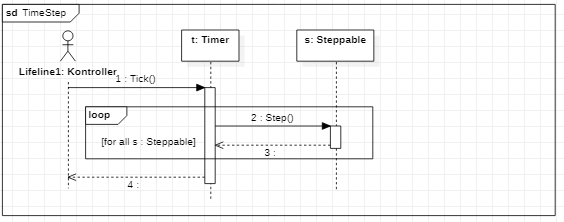 sd TimeStep
t: Timer
s: Steppable
Lifeline1: Kontroller
1 : Tick()
loop
2 : Step()
[for all s : Steppable]
3 :
4 :